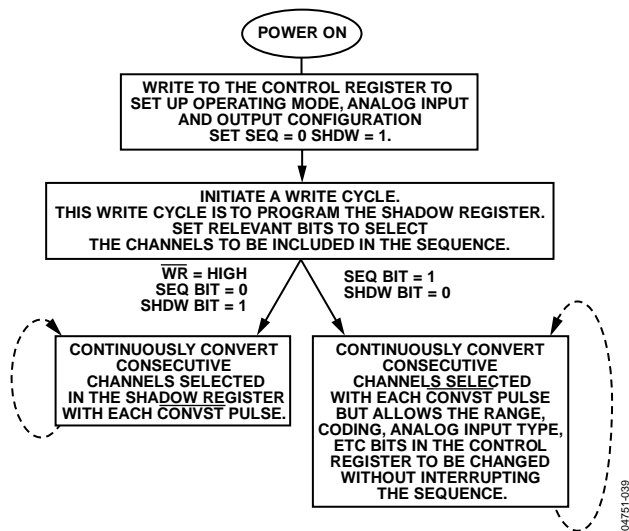 POWER ON
WRITE TO THE CONTROL REGISTER TO
SET UP OPERATING MODE, ANALOG INPUT
AND OUTPUT CONFIGURATION
SET SEQ = 0 SHDW = 1.
INITIATE A WRITE CYCLE.
THIS WRITE CYCLE IS TO PROGRAM THE SHADOW REGISTER.
SET RELEVANT BITS TO SELECT
THE CHANNELS TO BE INCLUDED IN THE SEQUENCE.
W̅R̅ = HIGH
SEQ BIT = 0
SHDW BIT = 1
SEQ BIT = 1
SHDW BIT = 0
CONTINUOUSLY CONVERT
CONSECUTIVE
CHANNELS SELECTED
IN THE SHADOW REGISTER
WITH EACH C̅O̅N̅V̅S̅T̅ PULSE.
CONTINUOUSLY CONVERT
CONSECUTIVE
CHANNELS SELECTED
WITH EACH C̅O̅N̅V̅S̅T̅ PULSE
BUT ALLOWS THE RANGE,
CODING, ANALOG INPUT TYPE,
ETC BITS IN THE CONTROL
REGISTER TO BE CHANGED
WITHOUT INTERRUPTING
THE SEQUENCE.
04751-039